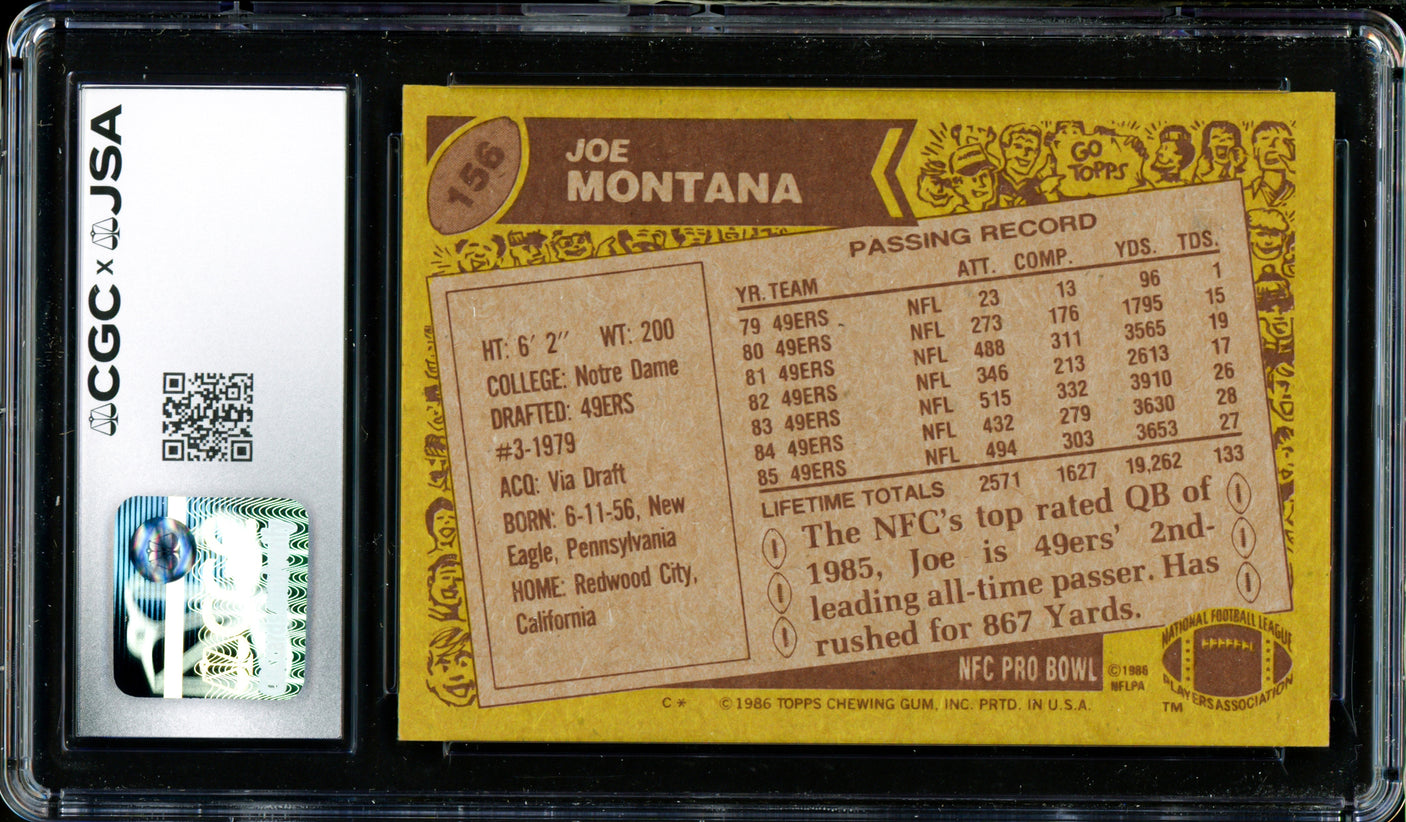 CGC x JSA
156
JOE
MONTANA
GO
TOPPS
PASSING RECORD
YR. TEAM ATT. COMP. YDS. TDS.
79 49ERS NFL 23 13 96 1
80 49ERS NFL 273 176 1795 15
81 49ERS NFL 488 311 3565 19
82 49ERS NFL 346 213 2613 17
83 49ERS NFL 515 332 3910 26
84 49ERS NFL 432 279 3630 28
85 49ERS NFL 494 303 3653 27
LIFETIME TOTALS 2571 1627 19,262 133
HT: 6′ 2″ WT: 200
COLLEGE: Notre Dame
DRAFTED: 49ERS
#3-1979
ACQ: Via Draft
BORN: 6-11-56, New
Eagle, Pennsylvania
HOME: Redwood City,
California
The NFC's top rated QB of
1985, Joe is 49ers' 2nd-
leading all-time passer. Has
rushed for 867 Yards.
NFC PRO BOWL
©1986
NFLPA
NATIONAL FOOTBALL LEAGUE
PLAYERS ASSOCIATION
TM
C * © 1986 TOPPS CHEWING GUM, INC. PRTD. IN U.S.A.